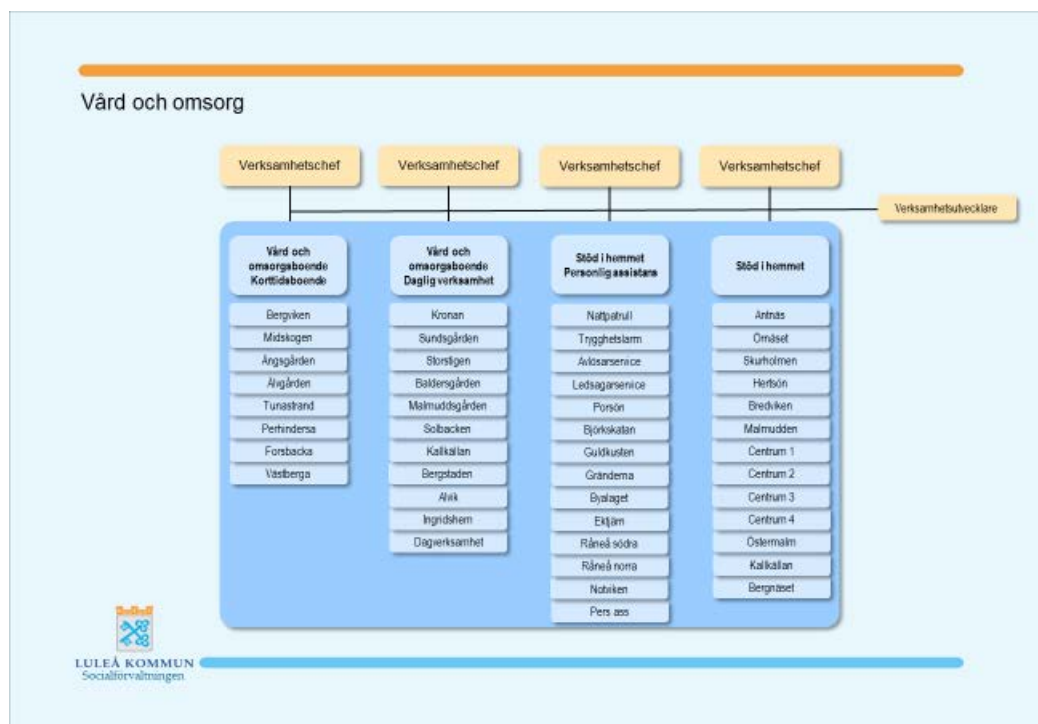 Vård och omsorg
Verksamhetschef
Verksamhetschef
Verksamhetschef
Verksamhetschef
Verksamhetsutvecklare
Vård och
omsorgsboende
Korttidsboende
Bergviken
Midskogen
Ängsgården
Älvgården
Tunastrand
Perhindersa
Forsbacka
Västberga
Vård och
omsorgsboende
Daglig verksamhet
Kronan
Sundsgården
Storstigen
Baldersgården
Malmuddsgården
Solbacken
Kallkällan
Bergstaden
Alvik
Ingridshem
Dagverksamhet
Stöd i hemmet
Personlig assistans
Nattpatrull
Trygghetslarm
Avlösarservice
Ledsagarservice
Porsön
Björkskatan
Guldkusten
Gränderna
Byalaget
Ektjärn
Råneå södra
Råneå norra
Notviken
Pers ass
Stöd i hemmet
Antnäs
Örnäset
Skurholmen
Hertsön
Bredviken
Malmudden
Centrum 1
Centrum 2
Centrum 3
Centrum 4
Östermalm
Kallkällan
Bergnäset
LULEÅ KOMMUN
Socialförvaltningen